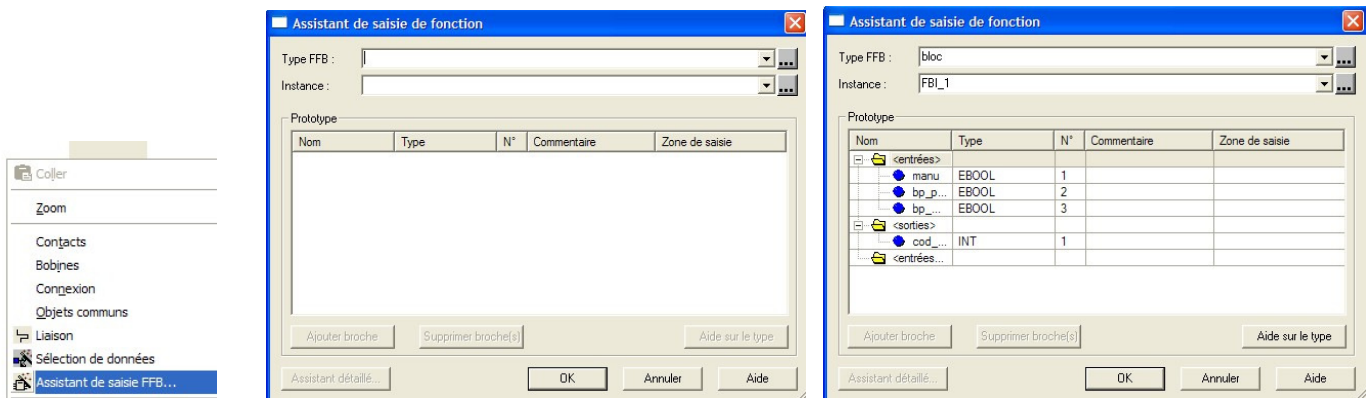 Coller
Zoom
Contacts
Bobines
Connexion
Objets communs
Liaison
Sélection de données
Assistant de saisie FFB...
Assistant de saisie de fonction
Type FFB :
...
Instance :
...
Prototype
Nom Type N° Commentaire Zone de saisie
Ajouter broche Supprimer broche(s) Aide sur le type
Assistant détaillé... OK Annuler Aide
Assistant de saisie de fonction
Type FFB : bloc ...
Instance : FBI_1 ...
Prototype
Nom Type N° Commentaire Zone de saisie
<entrées>
manu EBOOL 1
bp_p... EBOOL 2
bp_... EBOOL 3
<sorties>
cod_... INT 1
<entrées...
Ajouter broche Supprimer broche(s) Aide sur le type
Assistant détaillé... OK Annuler Aide